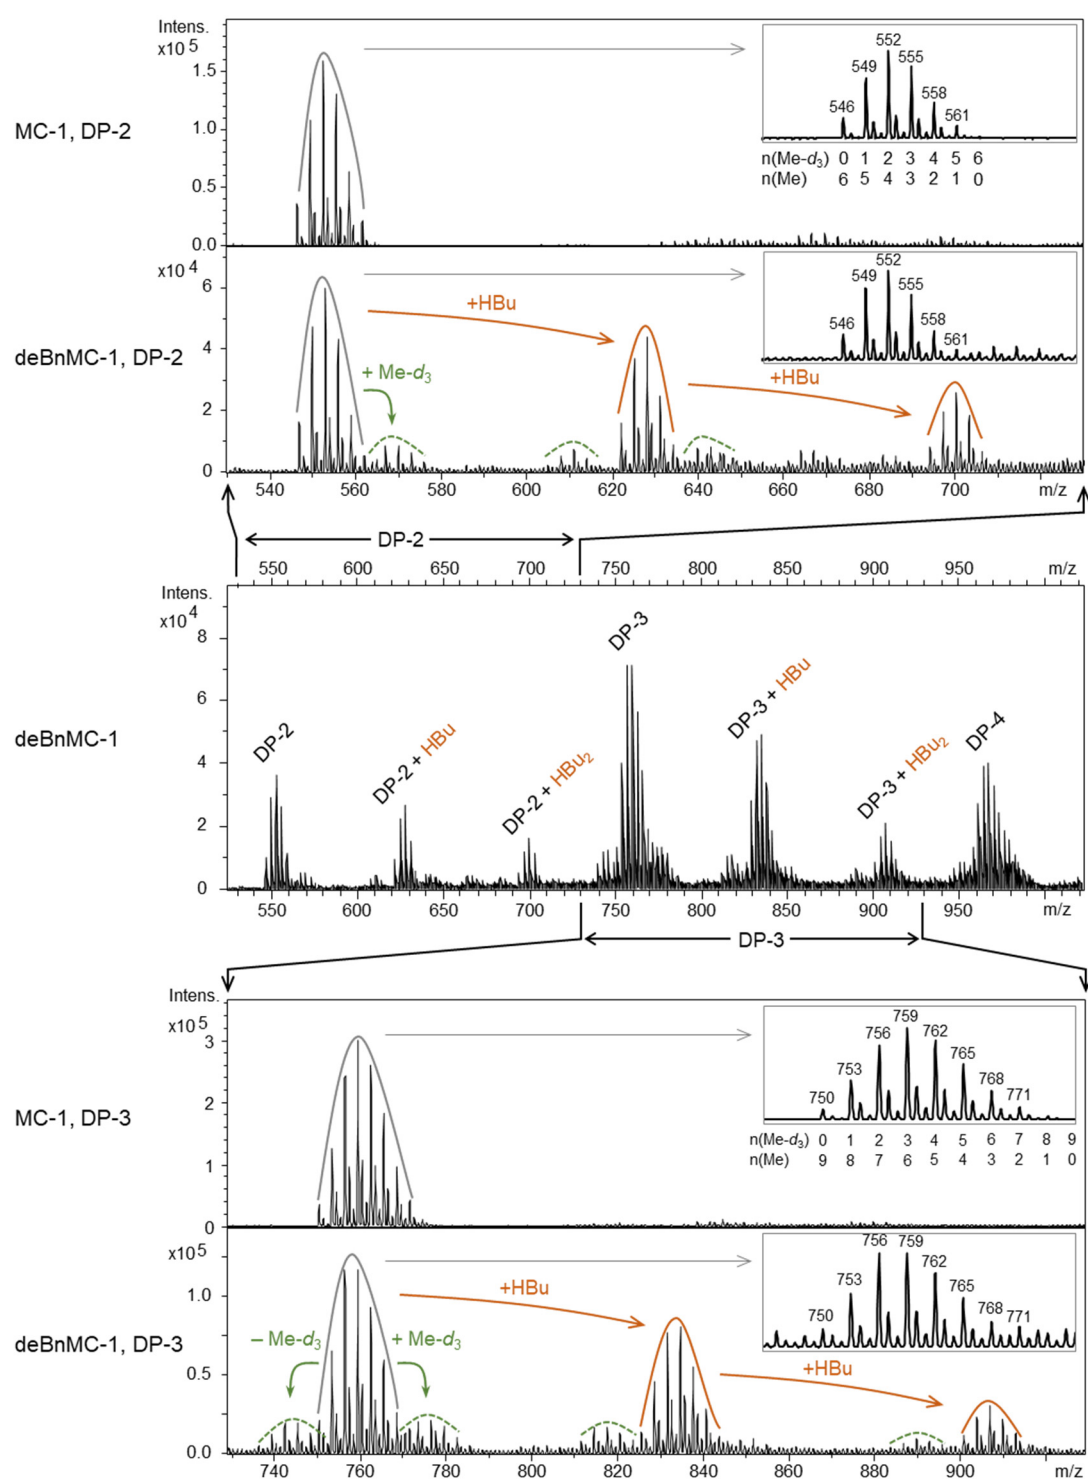 Intens.
x10 5
1.5
1.0
0.5
0.0
MC-1, DP-2
546 549 552 555 558 561
n(Me-d3) 0 1 2 3 4 5 6
n(Me) 6 5 4 3 2 1 0
x10 4
6
4
2
0
deBnMC-1, DP-2
+HBu
+ Me-d3
+HBu
546 549 552 555 558 561
540 560 580 600 620 640 660 680 700 m/z
DP-2
550 600 650 700 750 800 850 900 950 m/z
Intens.
x10 4
8
6
4
2
0
deBnMC-1
DP-2
DP-2 + HBu
DP-2 + HBu2
DP-3
DP-3 + HBu
DP-3 + HBu2
DP-4
550 600 650 700 750 800 850 900 950 m/z
DP-3
Intens.
x10 5
3
2
1
0
MC-1, DP-3
750 753 756 759 762 765 768 771
n(Me-d3) 0 1 2 3 4 5 6 7 8 9
n(Me) 9 8 7 6 5 4 3 2 1 0
x10 5
1.0
0.5
0.0
deBnMC-1, DP-3
– Me-d3
+ Me-d3
+HBu
+HBu
750 753 756 759 762 765 768 771
740 760 780 800 820 840 860 880 900 m/z